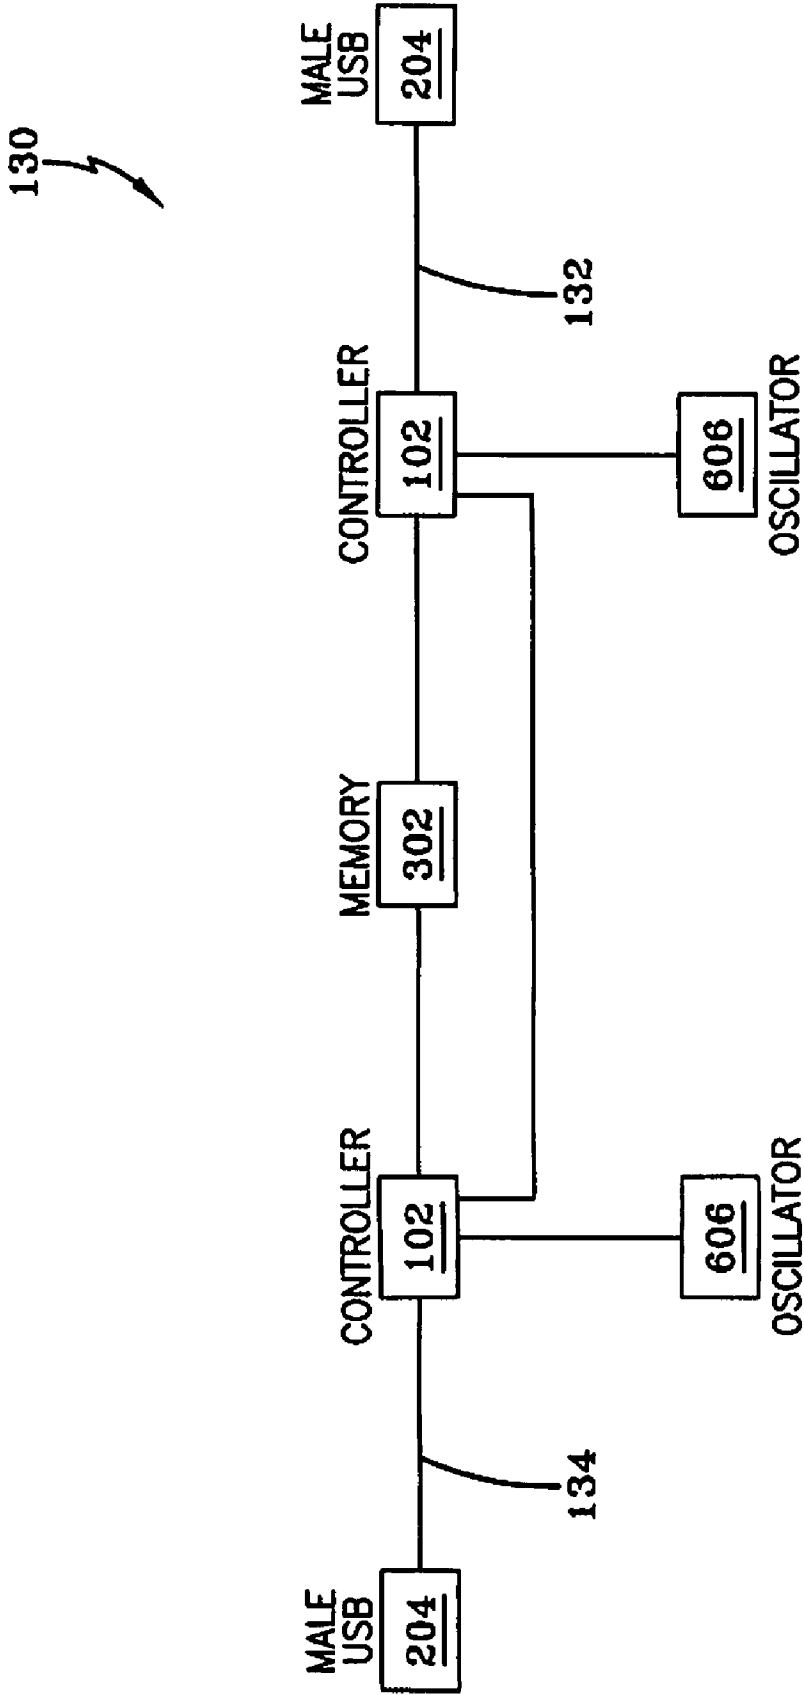 130
MALE
USB
204
CONTROLLER
102
MEMORY
302
CONTROLLER
102
MALE
USB
204
134
132
606
OSCILLATOR
606
OSCILLATOR